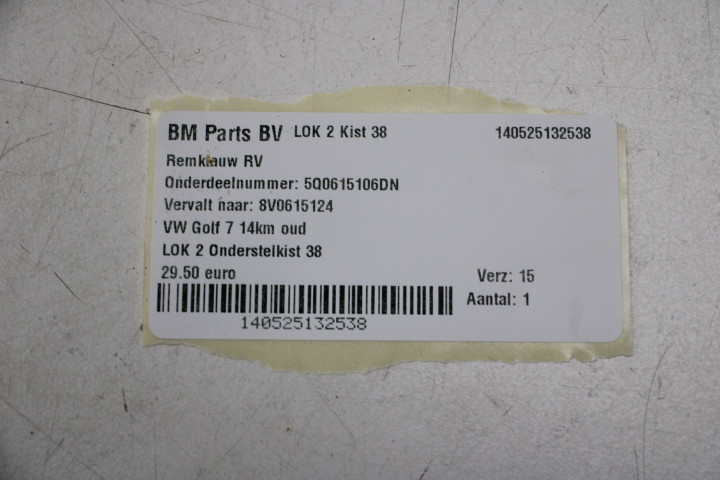 BM Parts BV LOK 2 Kist 38 140525132538
Remklauw RV
Onderdeelnummer: 5Q0615106DN
Vervalt naar: 8V0615124
VW Golf 7 14km oud
LOK 2 Onderstelkist 38
29.50 euro Verz: 15
Aantal: 1
140525132538